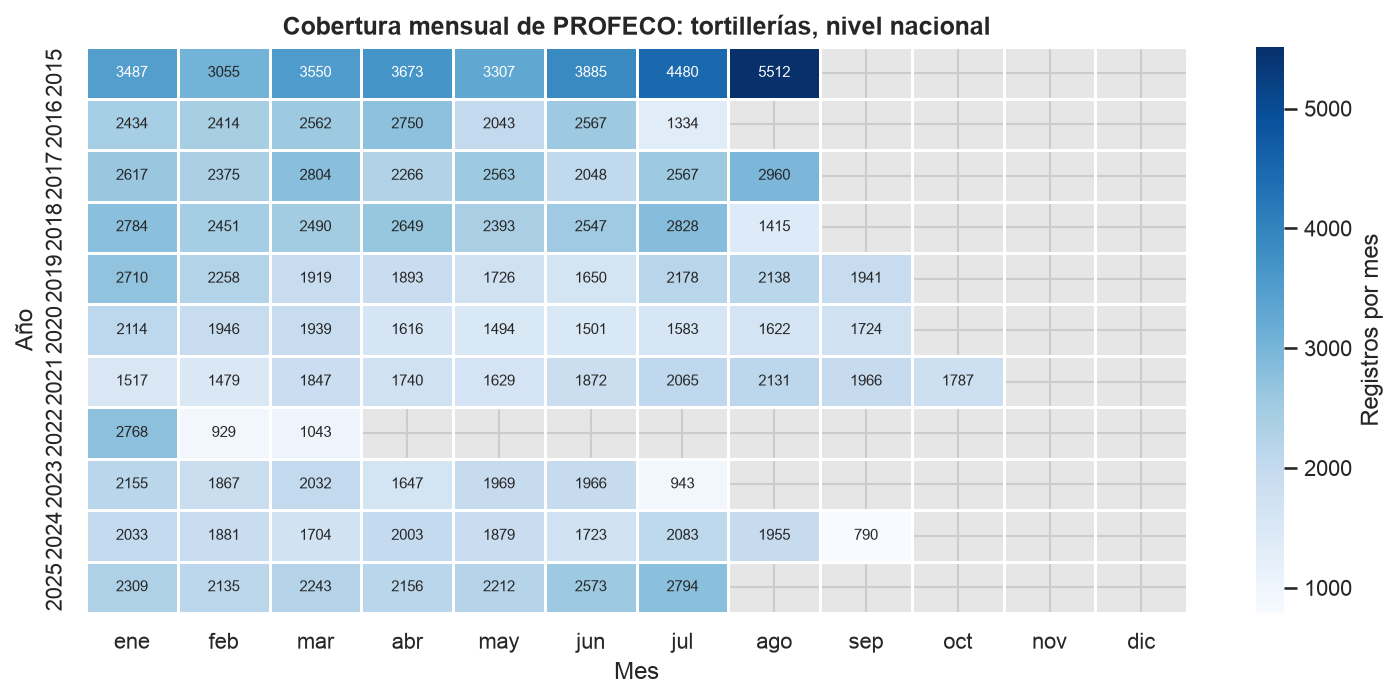 Cobertura mensual de PROFECO: tortillerías, nivel nacional
2015 3487 3055 3550 3673 3307 3885 4480 5512
2016 2434 2414 2562 2750 2043 2567 1334
2017 2617 2375 2804 2266 2563 2048 2567 2960
2018 2784 2451 2490 2649 2393 2547 2828 1415
2019 2710 2258 1919 1893 1726 1650 2178 2138 1941
2020 2114 1946 1939 1616 1494 1501 1583 1622 1724
2021 1517 1479 1847 1740 1629 1872 2065 2131 1966 1787
2022 2768 929 1043
2023 2155 1867 2032 1647 1969 1966 943
2024 2033 1881 1704 2003 1879 1723 2083 1955 790
2025 2309 2135 2243 2156 2212 2573 2794
ene feb mar abr may jun jul ago sep oct nov dic
Mes
Año
5000
4000
3000
2000
1000
Registros por mes